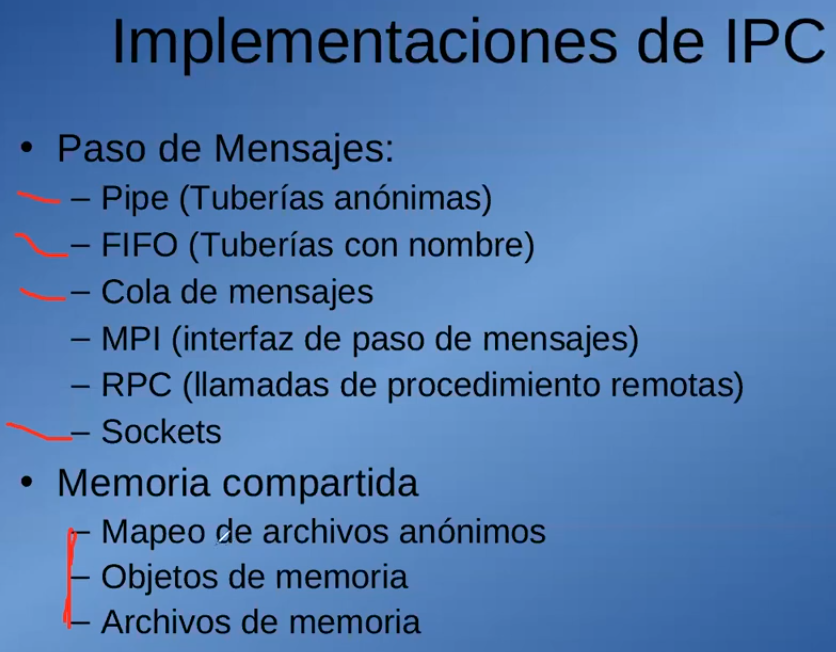 Implementaciones de IPC
• Paso de Mensajes:
– Pipe (Tuberías anónimas)
– FIFO (Tuberías con nombre)
– Cola de mensajes
– MPI (interfaz de paso de mensajes)
– RPC (llamadas de procedimiento remotas)
– Sockets
• Memoria compartida
– Mapeo de archivos anónimos
– Objetos de memoria
– Archivos de memoria